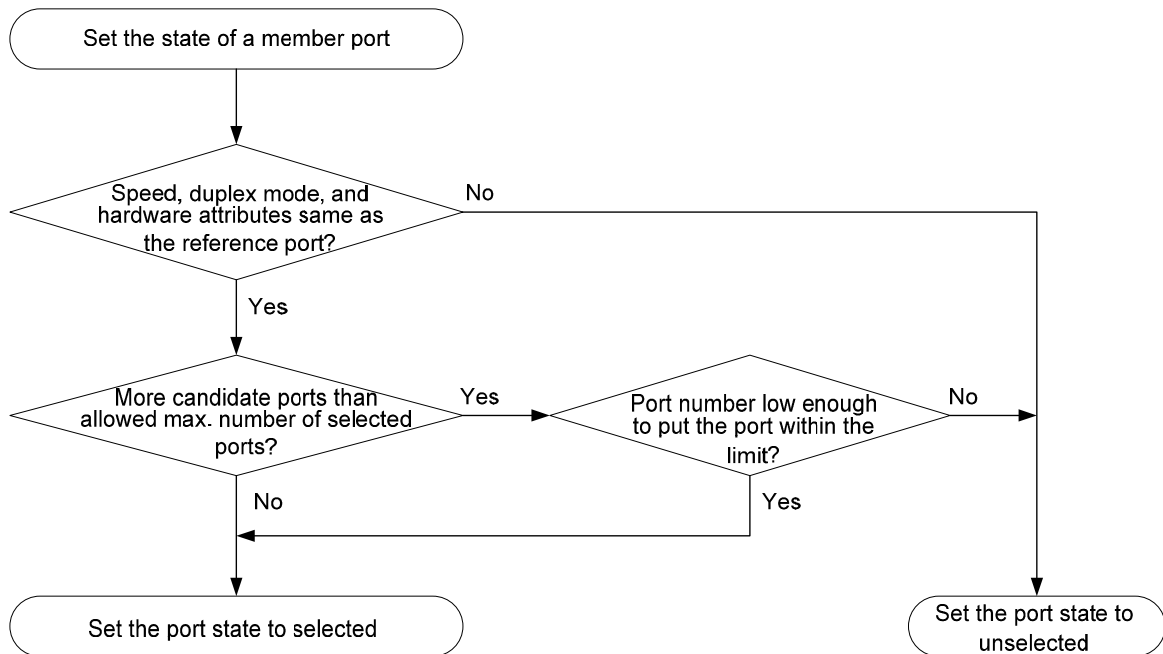 Set the state of a member port
Speed, duplex mode, and
hardware attributes same as
the reference port?
No
Yes
More candidate ports than
allowed max. number of selected
ports?
Yes
Port number low enough
to put the port within the
limit?
No
No
Yes
Set the port state to selected
Set the port state to
unselected